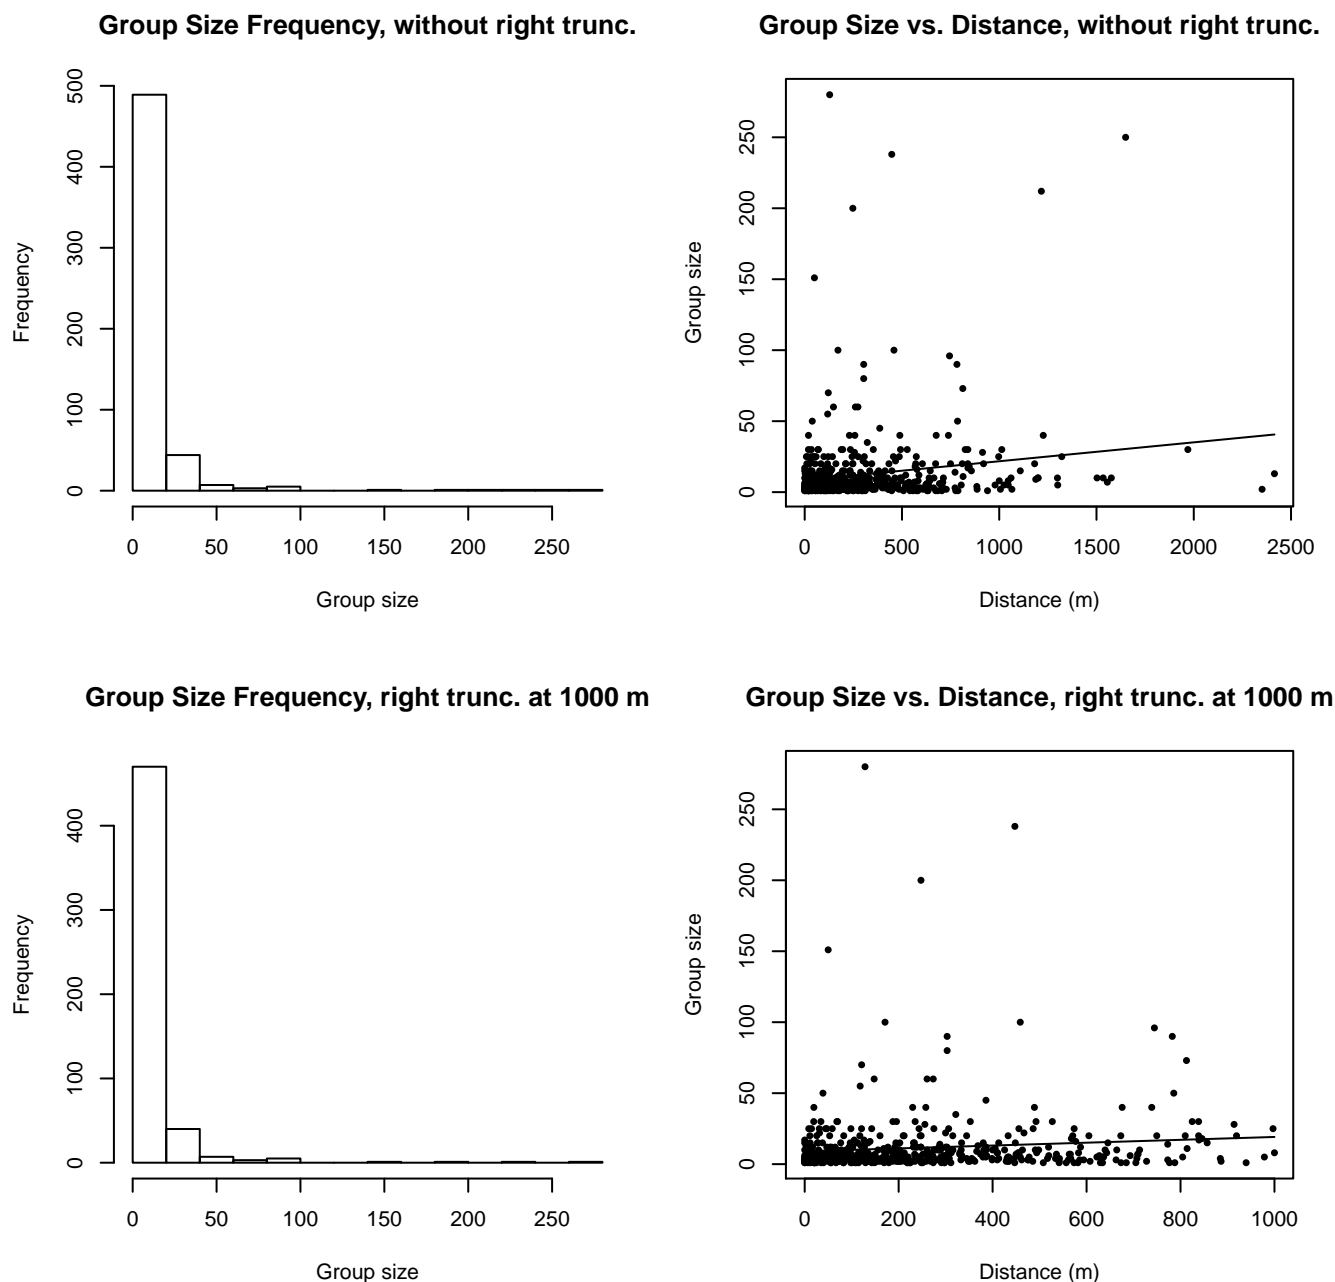 Group Size Frequency, without right trunc.
Frequency
0 100 200 300 400 500
0 50 100 150 200 250
Group size
Group Size vs. Distance, without right trunc.
Group size
0 50 100 150 200 250
0 500 1000 1500 2000 2500
Distance (m)
Group Size Frequency, right trunc. at 1000 m
Frequency
0 100 200 300 400
0 50 100 150 200 250
Group size
Group Size vs. Distance, right trunc. at 1000 m
Group size
0 50 100 150 200 250
0 200 400 600 800 1000
Distance (m)